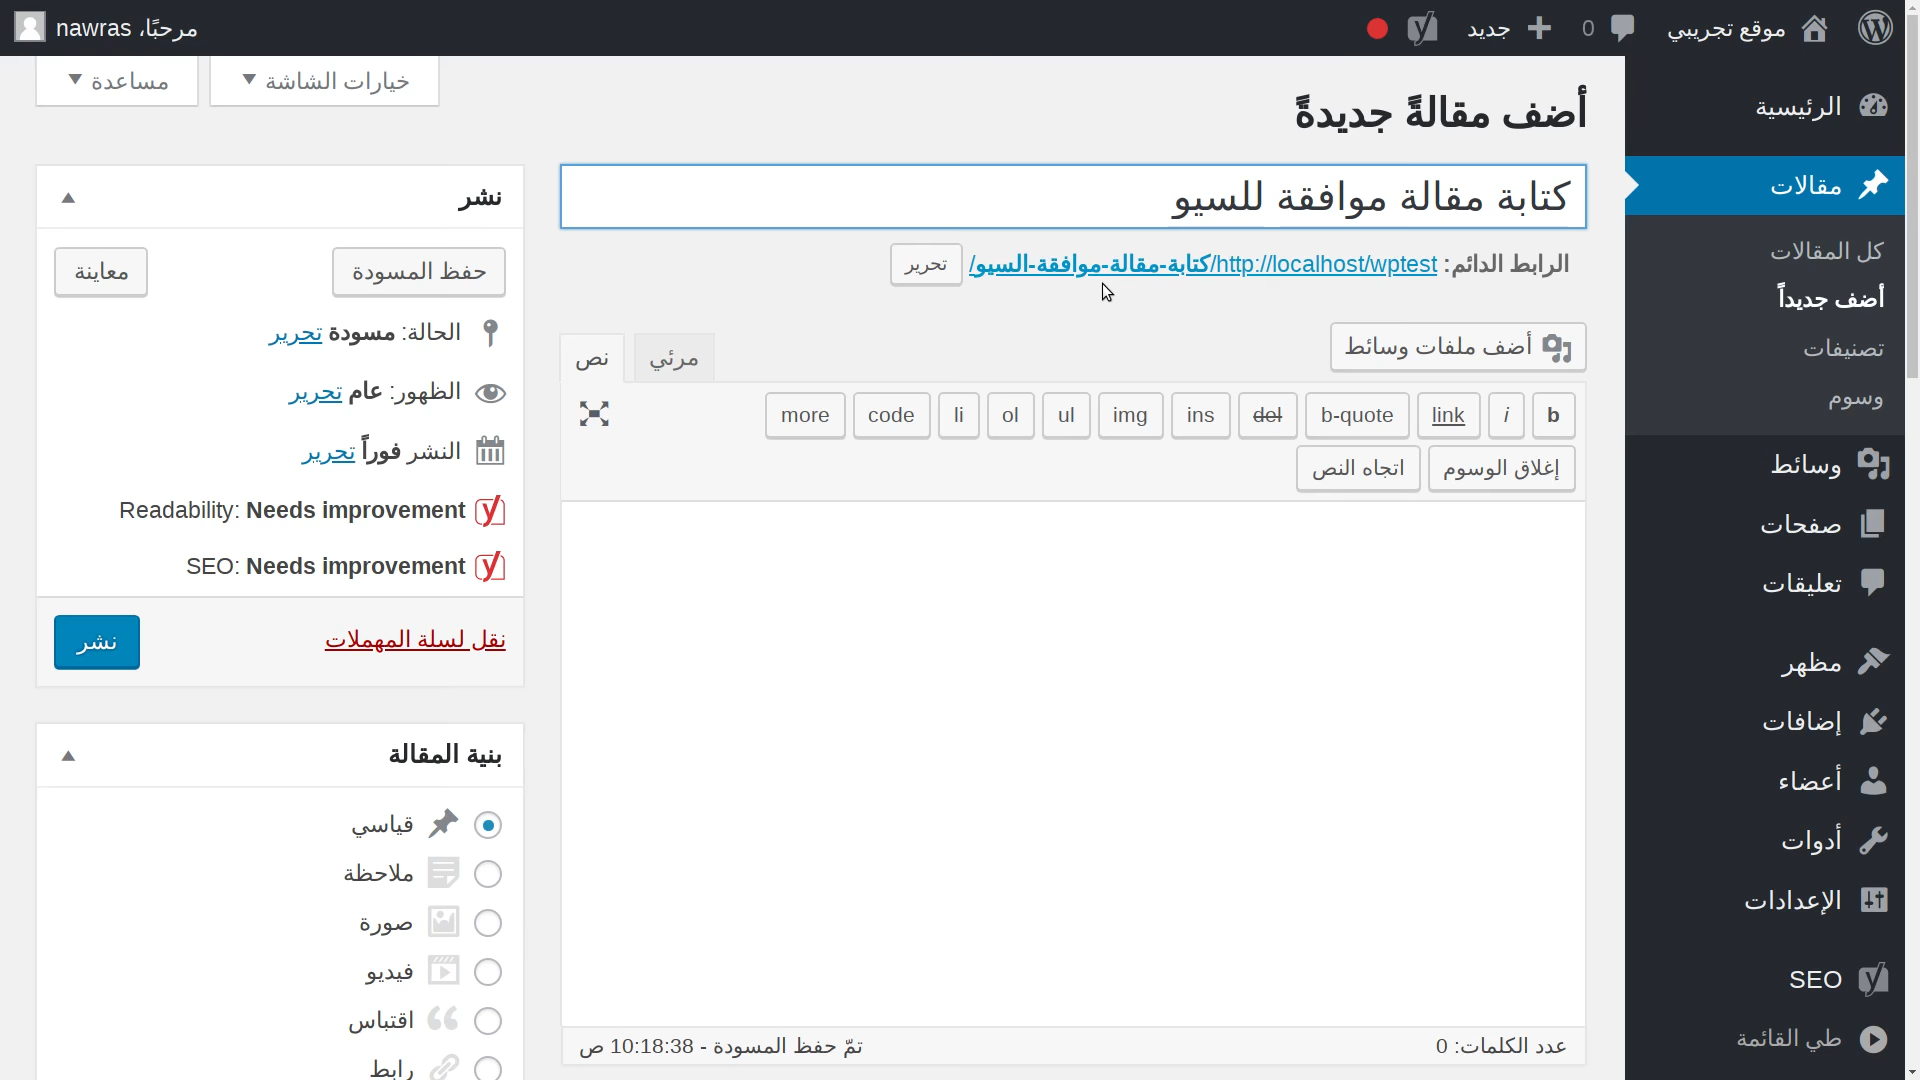 موقع تجريبي
0
جديد
مرحبًا، nawras
الرئيسية
مقالات
كل المقالات
أضف جديداً
تصنيفات
وسوم
وسائط
صفحات
تعليقات
مظهر
إضافات
أعضاء
أدوات
الإعدادات
SEO
طي القائمة
خيارات الشاشة
مساعدة
أضف مقالةً جديدةً
كتابة مقالة موافقة للسيو
الرابط الدائم: http://localhost/wptest/كتابة-مقالة-موافقة-السيو/ تحرير
أضف ملفات وسائط
مرئي
نص
b i link b-quote del ins img ul ol li code more
إغلاق الوسوم اتجاه النص
عدد الكلمات: 0
تمّ حفظ المسودة - 10:18:38 ص
نشر
حفظ المسودة
معاينة
الحالة: مسودة تحرير
الظهور: عام تحرير
النشر فوراً تحرير
Readability: Needs improvement
SEO: Needs improvement
نقل لسلة المهملات
نشر
بنية المقالة
قياسي
ملاحظة
صورة
فيديو
اقتباس
رابط